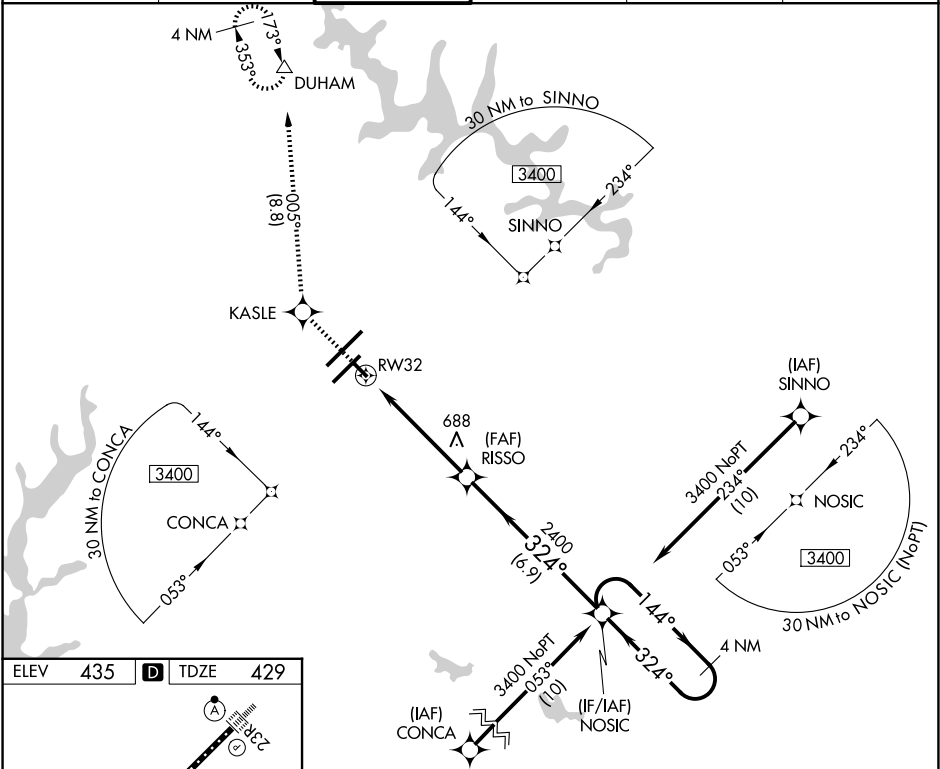 4 NM
173°
353°
DUHAM
30 NM to SINNO
3400
144°
234°
SINNO
005°
(8.8)
KASLE
RW32
(IAF)
SINNO
688
(FAF)
RISSO
3400 NoPT
234°
(10)
234°
NOSIC
053°
3400
30 NM to NOSIC (NoPT)
144°
3400
30 NM to CONCA
CONCA
053°
2400
324°
(6.9)
144°
4 NM
324°
3400 NoPT
053°
(10)
(IF/IAF)
NOSIC
(IAF)
CONCA
ELEV 435 D TDZE 429
A
23R
P